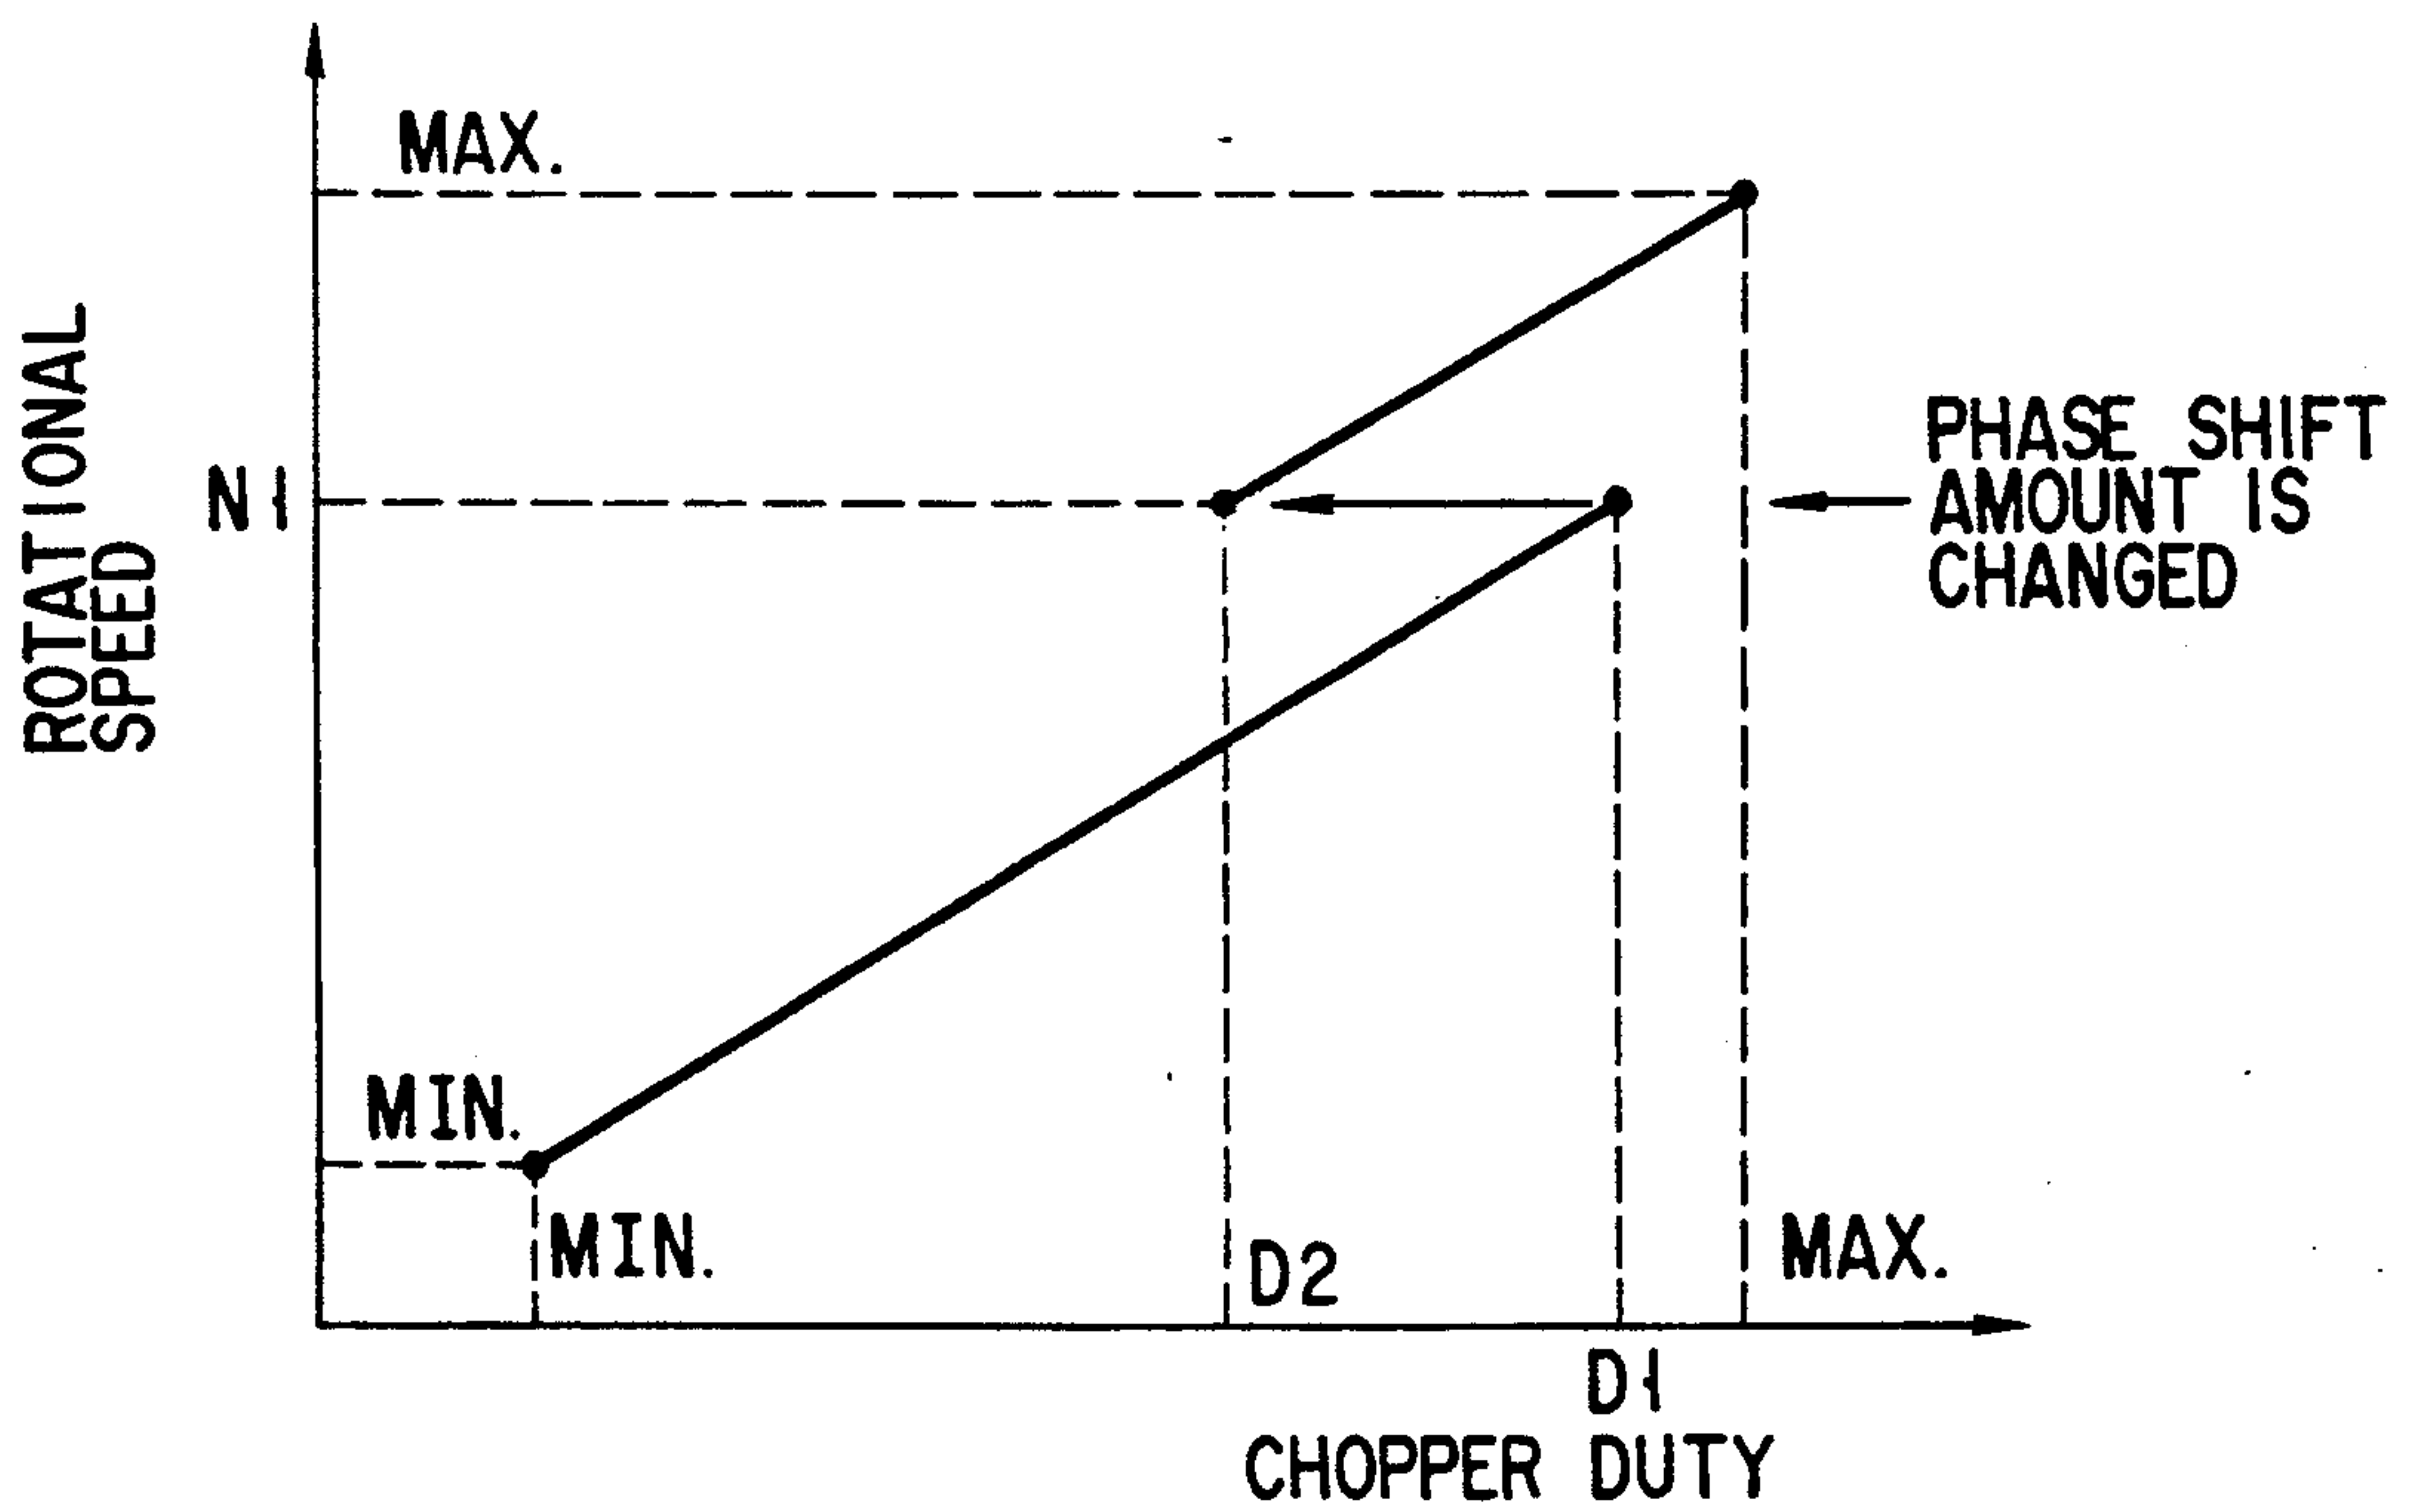 MAX.
ROTATIONAL
SPEED
N1
PHASE SHIFT
AMOUNT IS
CHANGED
MIN.
MIN.
D2
MAX.
D1
CHOPPER DUTY